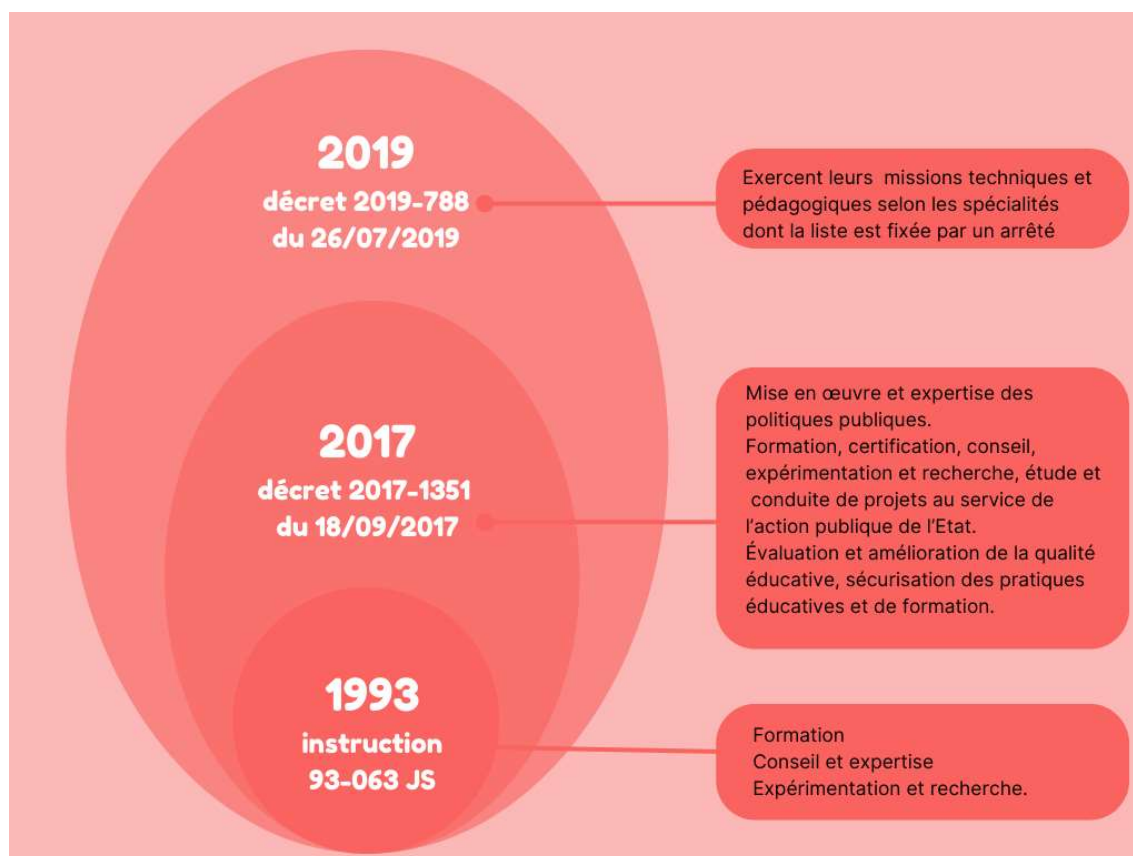 2019
décret 2019-788
du 26/07/2019
Exercent leurs missions techniques et
pédagogiques selon les spécialités
dont la liste est fixée par un arrêté
2017
décret 2017-1351
du 18/09/2017
Mise en œuvre et expertise des
politiques publiques.
Formation, certification, conseil,
expérimentation et recherche, étude et
conduite de projets au service de
l’action publique de l’Etat.
Évaluation et amélioration de la qualité
éducative, sécurisation des pratiques
éducatives et de formation.
1993
instruction
93-063 JS
Formation
Conseil et expertise
Expérimentation et recherche.